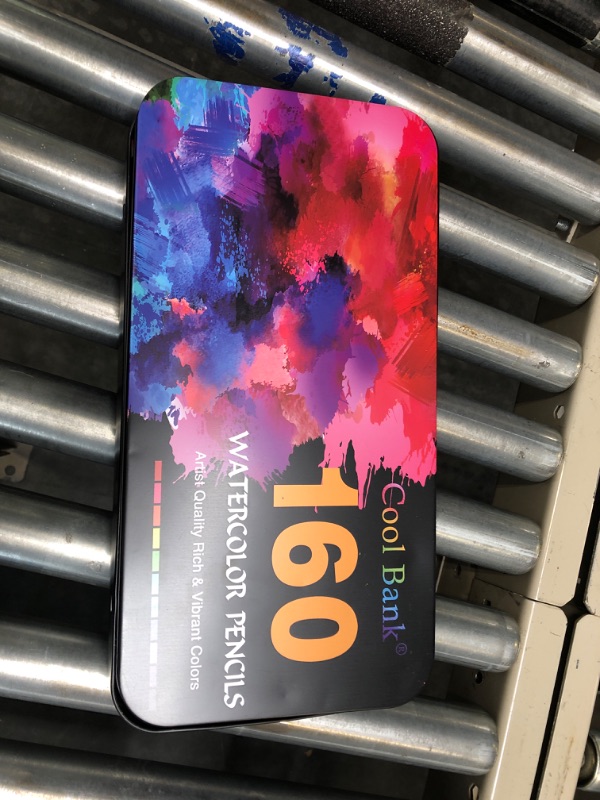 Cool Bank®
160
WATERCOLOR PENCILS
Artist Quality Rich & Vibrant Colors